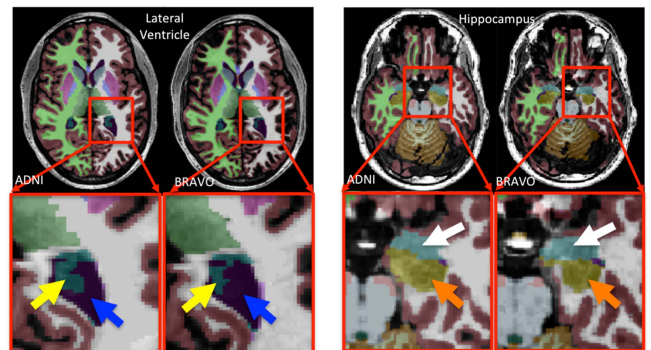 Lateral
Ventricle
ADNI
BRAVO
Hippocampus
ADNI
BRAVO